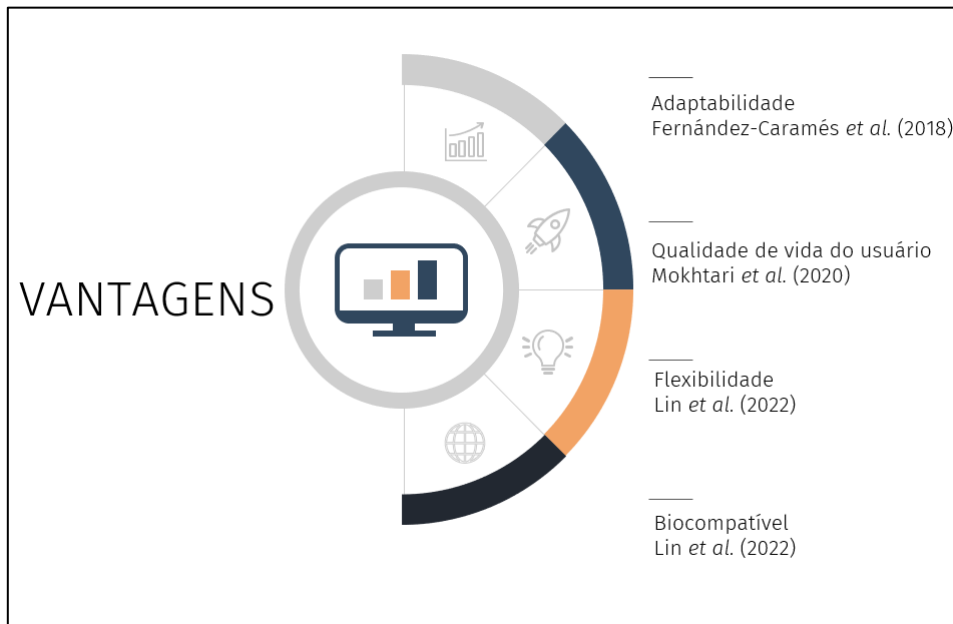 VANTAGENS
Adaptabilidade
Fernández-Caramés et al. (2018)
Qualidade de vida do usuário
Mokhtari et al. (2020)
Flexibilidade
Lin et al. (2022)
Biocompatível
Lin et al. (2022)